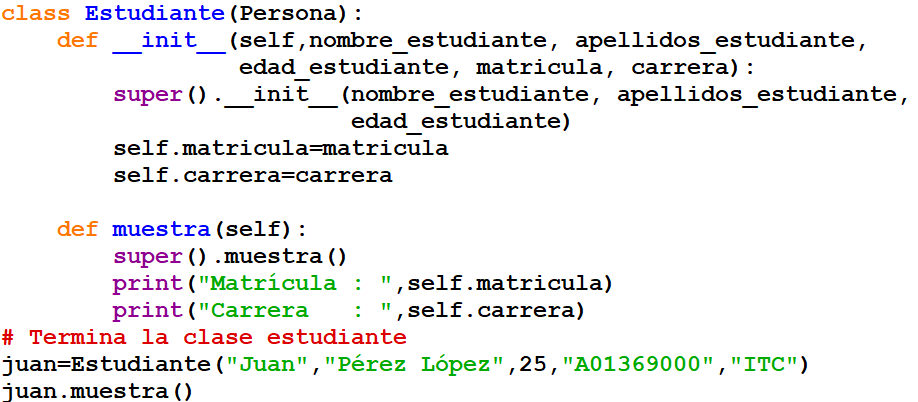 class Estudiante(Persona):
    def __init__(self,nombre_estudiante, apellidos_estudiante,
                 edad_estudiante, matricula, carrera):
        super().__init__(nombre_estudiante, apellidos_estudiante,
                         edad_estudiante)
        self.matricula=matricula
        self.carrera=carrera

    def muestra(self):
        super().muestra()
        print("Matrícula : ",self.matricula)
        print("Carrera   : ",self.carrera)
# Termina la clase estudiante
juan=Estudiante("Juan","Pérez López",25,"A01369000","ITC")
juan.muestra()